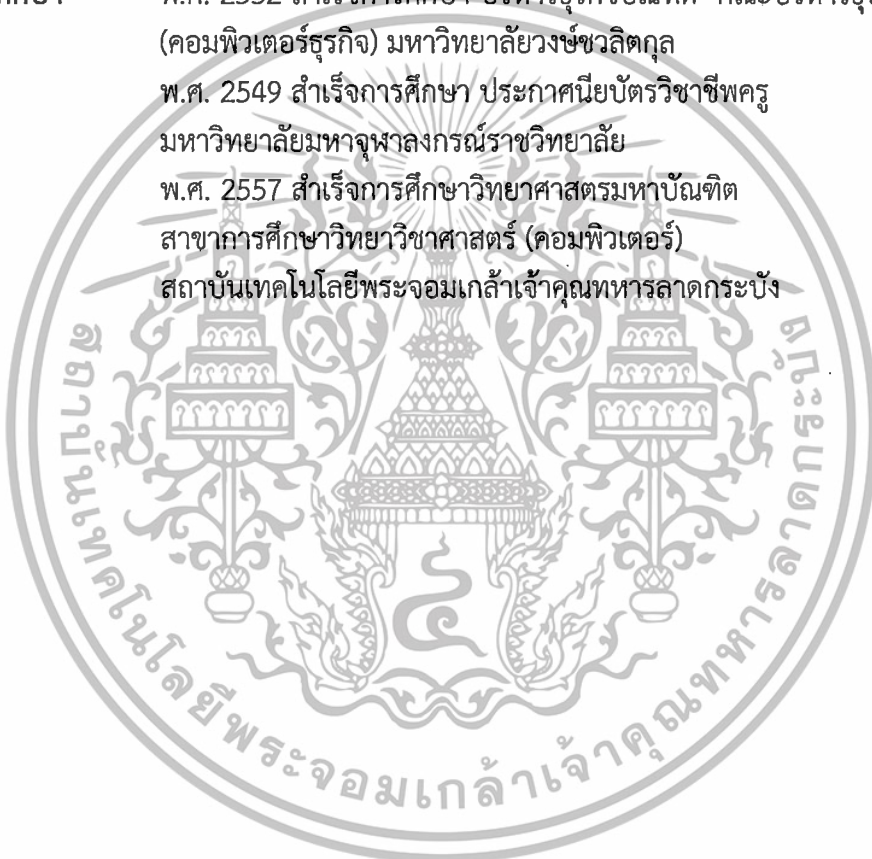 (คอมพิวเตอร์ธุรกิจ) มหาวิทยาลัยวงษ์ชวลิตกุล
พ.ศ. 2549 สำเร็จการศึกษา ประกาศนียบัตรวิชาชีพครู
มหาวิทยาลัยมหาจุฬาลงกรณ์ราชวิทยาลัย
พ.ศ. 2557 สำเร็จการศึกษาวิทยาศาสตรมหาบัณฑิต
สาขาการศึกษาวิทยาวิชาศาสตร์ (คอมพิวเตอร์)
สถาบันเทคโนโลยีพระจอมเกล้าเจ้าคุณทหารลาดกระบัง
สถาบันเทคโนโลยีพระจอมเกล้าเจ้าคุณทหารลาดกระบัง
๔